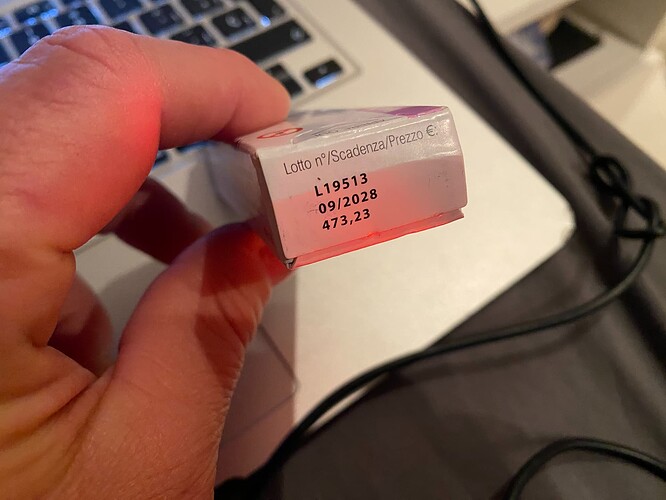 Lotto n°/Scadenza/Prezzo €:
L19513
09/2028
473,23